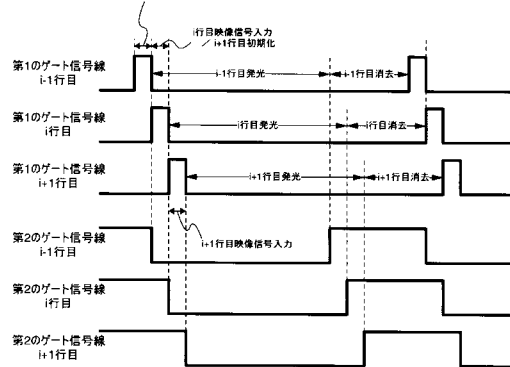 i行目映像信号入力
i+1行目初期化
第1のゲート信号線
i-1行目
i-1行目発光
i-1行目消去
第1のゲート信号線
i行目
i行目発光
i行目消去
第1のゲート信号線
i+1行目
i+1行目発光
i+1行目消去
i+1行目映像信号入力
第2のゲート信号線
i-1行目
第2のゲート信号線
i行目
第2のゲート信号線
i+1行目